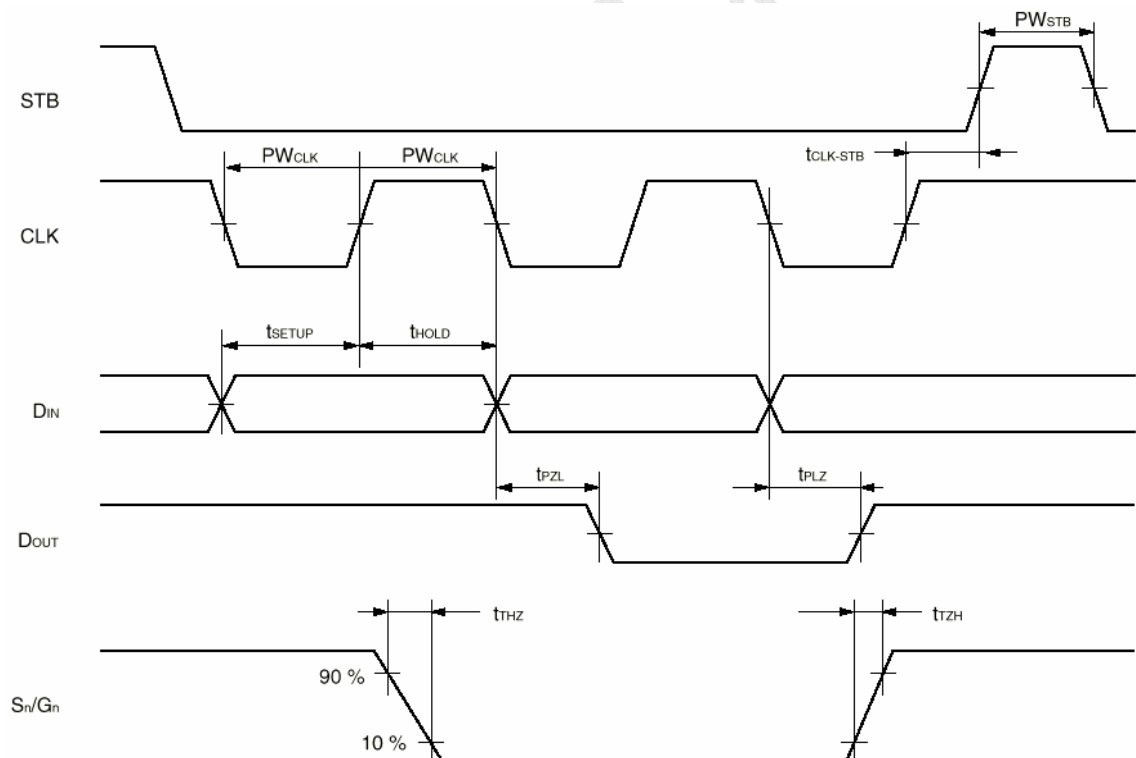 PWSTB
STB
tCLK-STB
PWCLK PWCLK
CLK
tSETUP tHOLD
DIN
tPZL tPLZ
DOUT
tTHZ tTZH
90 %
Sn/Gn
10 %